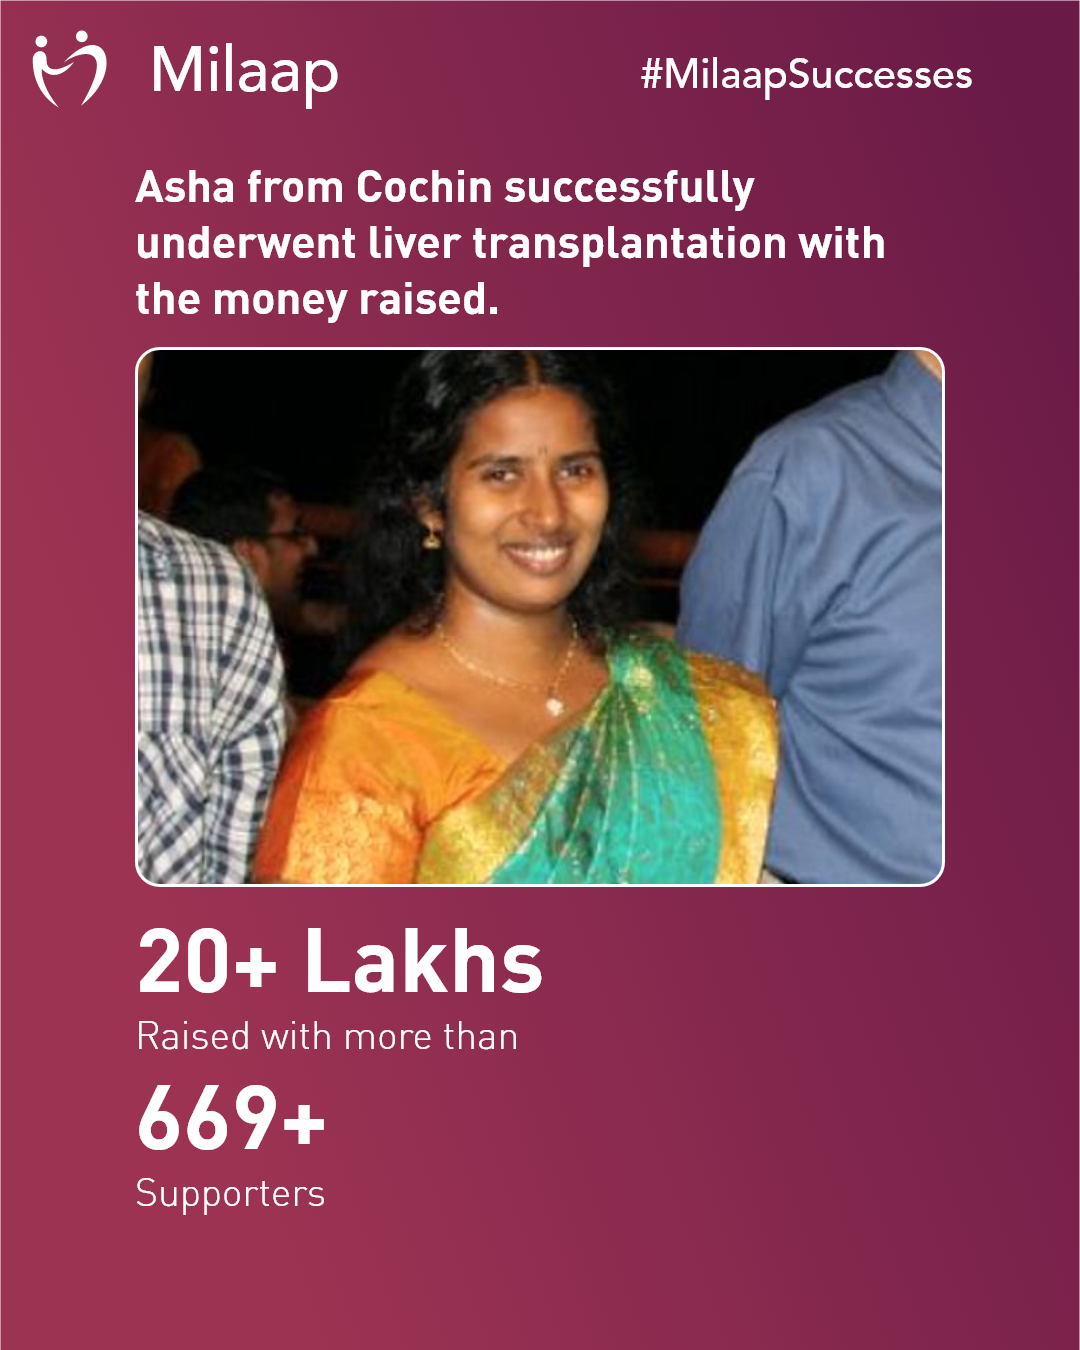 Milaap
#MilaapSuccesses
Asha from Cochin successfully
underwent liver transplantation with
the money raised.
20+ Lakhs
Raised with more than
669+
Supporters